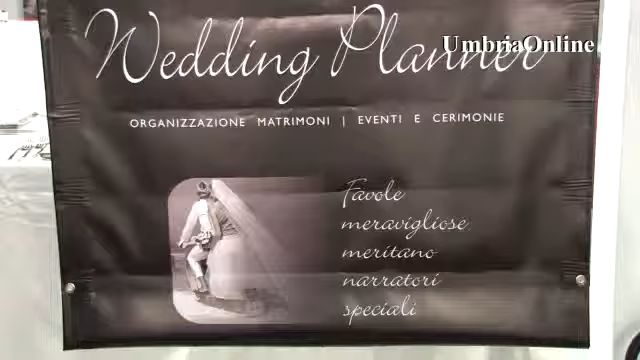 Wedding Planner
UmbriaOnline
ORGANIZZAZIONE MATRIMONI | EVENTI E CERIMONIE
Favole
meravigliose
meritano
narratori
speciali